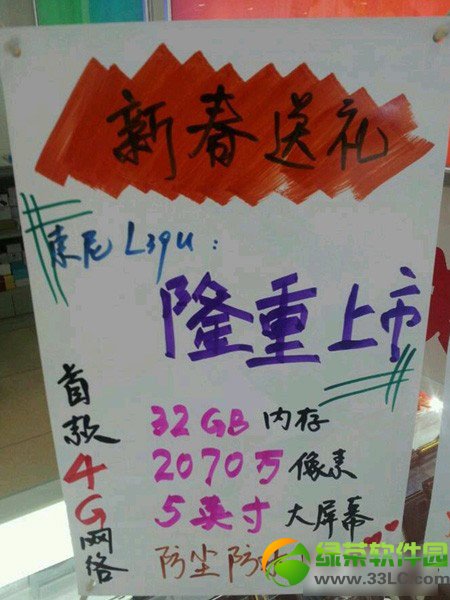 新春送礼
索尼L39u:
隆重上市
首款4G网络
32GB内存
2070万像素
5英寸大屏幕
防尘防
绿茶软件园
www.33LC.com